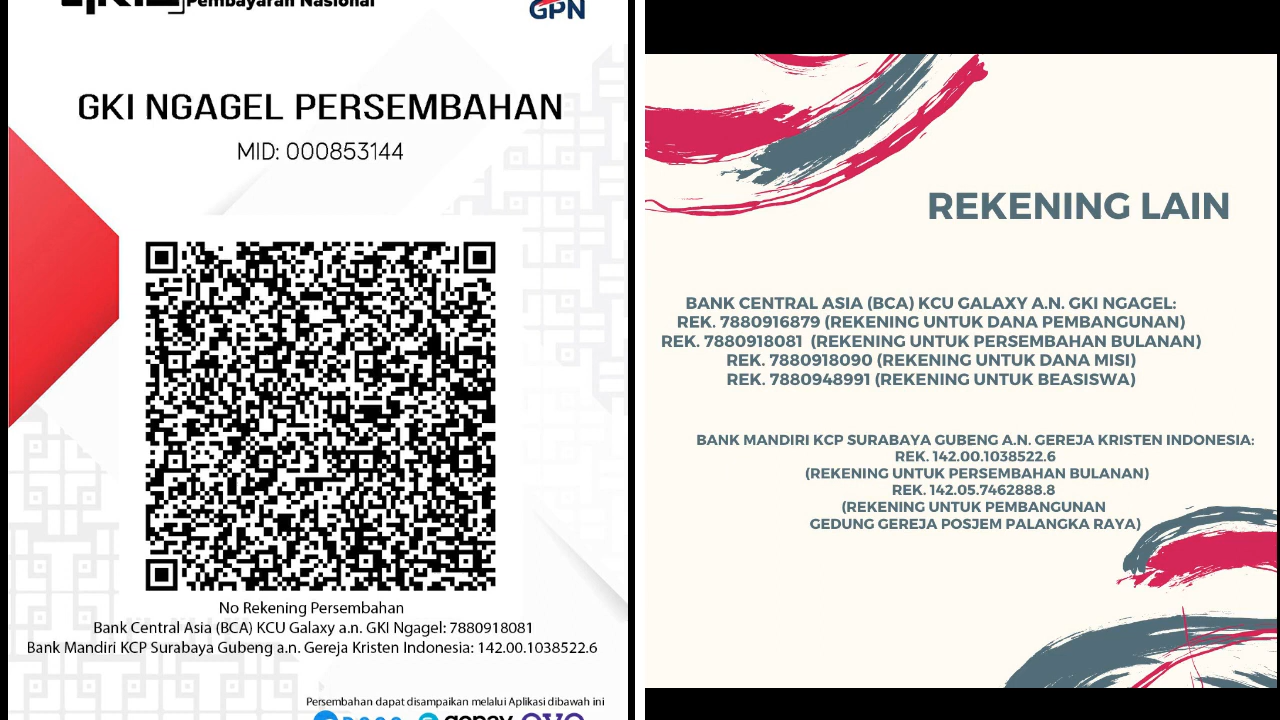 Pembayaran Nasional
GPN
GKI NGAGEL PERSEMBAHAN
MID: 000853144
No Rekening Persembahan
Bank Central Asia (BCA) KCU Galaxy a.n. GKI Ngagel: 7880918081
Bank Mandiri KCP Surabaya Gubeng a.n. Gereja Kristen Indonesia: 142.00.1038522.6
Persembahan dapat disampaikan melalui Aplikasi dibawah ini
gopay OVO
REKENING LAIN
BANK CENTRAL ASIA (BCA) KCU GALAXY A.N. GKI NGAGEL:
REK. 7880916879 (REKENING UNTUK DANA PEMBANGUNAN)
REK. 7880918081 (REKENING UNTUK PERSEMBAHAN BULANAN)
REK. 7880918090 (REKENING UNTUK DANA MISI)
REK. 7880948991 (REKENING UNTUK BEASISWA)
BANK MANDIRI KCP SURABAYA GUBENG A.N. GEREJA KRISTEN INDONESIA:
REK. 142.00.1038522.6
(REKENING UNTUK PERSEMBAHAN BULANAN)
REK. 142.05.7462888.8
(REKENING UNTUK PEMBANGUNAN
GEDUNG GEREJA POSJEM PALANGKA RAYA)